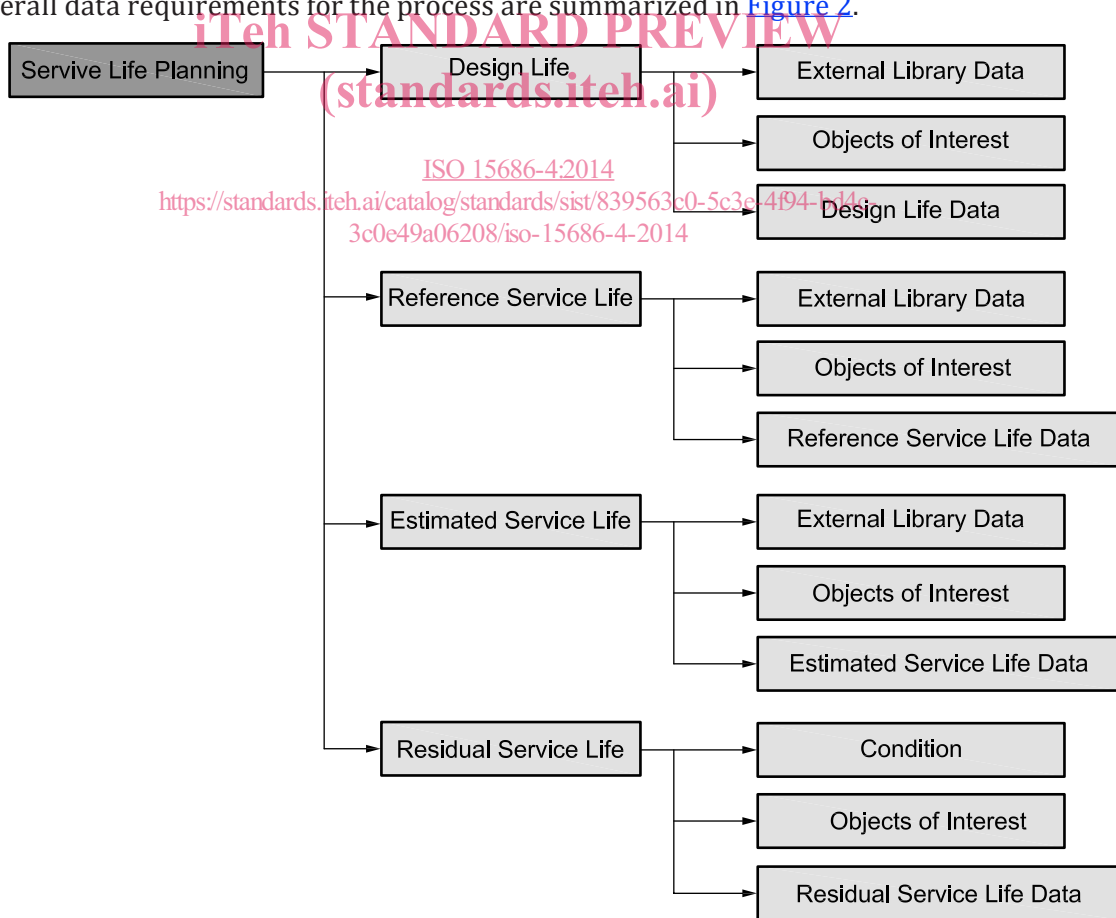 erall data requirements for the process are summarized in Figure 2.
iTeh STANDARD PREVIEW
(standards.iteh.ai)
ISO 15686-4:2014
https://standards.iteh.ai/catalog/standards/sist/839563c0-5c3e-4f94-bd4c-
3c0e49a06208/iso-15686-4-2014
Servive Life Planning
Design Life
External Library Data
Objects of Interest
Design Life Data
Reference Service Life
External Library Data
Objects of Interest
Reference Service Life Data
Estimated Service Life
External Library Data
Objects of Interest
Estimated Service Life Data
Residual Service Life
Condition
Objects of Interest
Residual Service Life Data